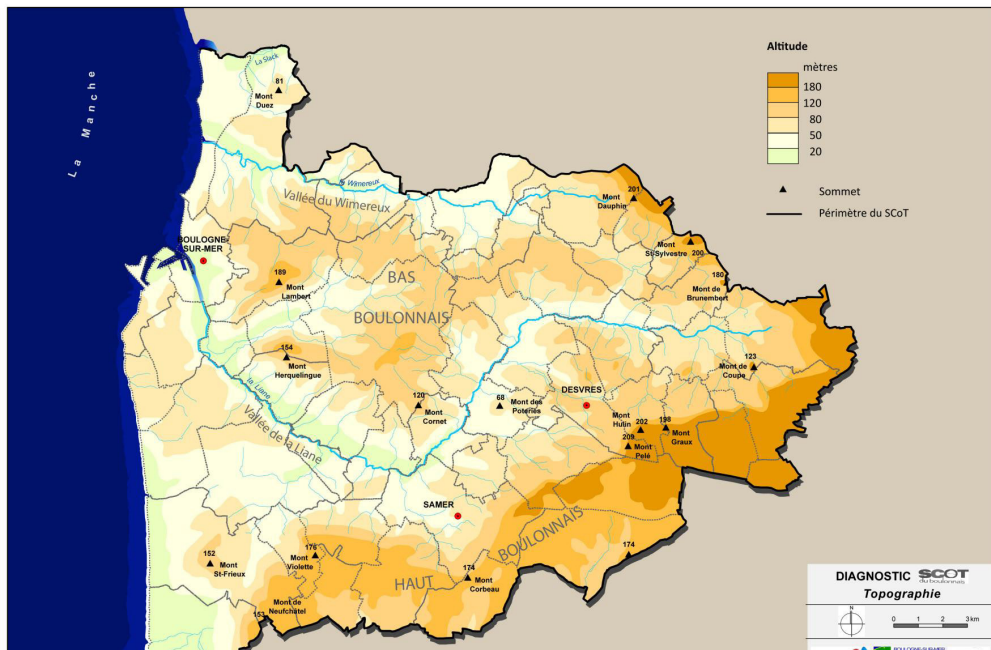 La Manche
La Slack
81
Mont
Duez
Altitude
mètres
180
120
80
50
20
Sommet
Périmètre du SCoT
Wimereux
Vallée du Wimereux
201
Mont
Dauphin
Mont
St-Sylvestre
200
180
Mont de
Brunembert
BOULOGNE-
SUR-MER
189
Mont
Lambert
BAS
BOULONNAIS
154
Mont
Herquelingue
123
Mont de
Coupe
la Liane
Vallée de la Liane
120
Mont
Cornet
68
Mont des
Poteries
DESVRES
Mont
Hulin
202
198
Mont
Graux
209
Mont
Pelé
SAMER
152
Mont
St-Frieux
176
Mont
Violette
174
Mont
Corbeau
174
HAUT
BOULONNAIS
153
Mont de
Neufchâtel
DIAGNOSTIC SCOT
du boulonnais
Topographie
N
0 1 2 3 km
BOULOGNE-SUR-MER